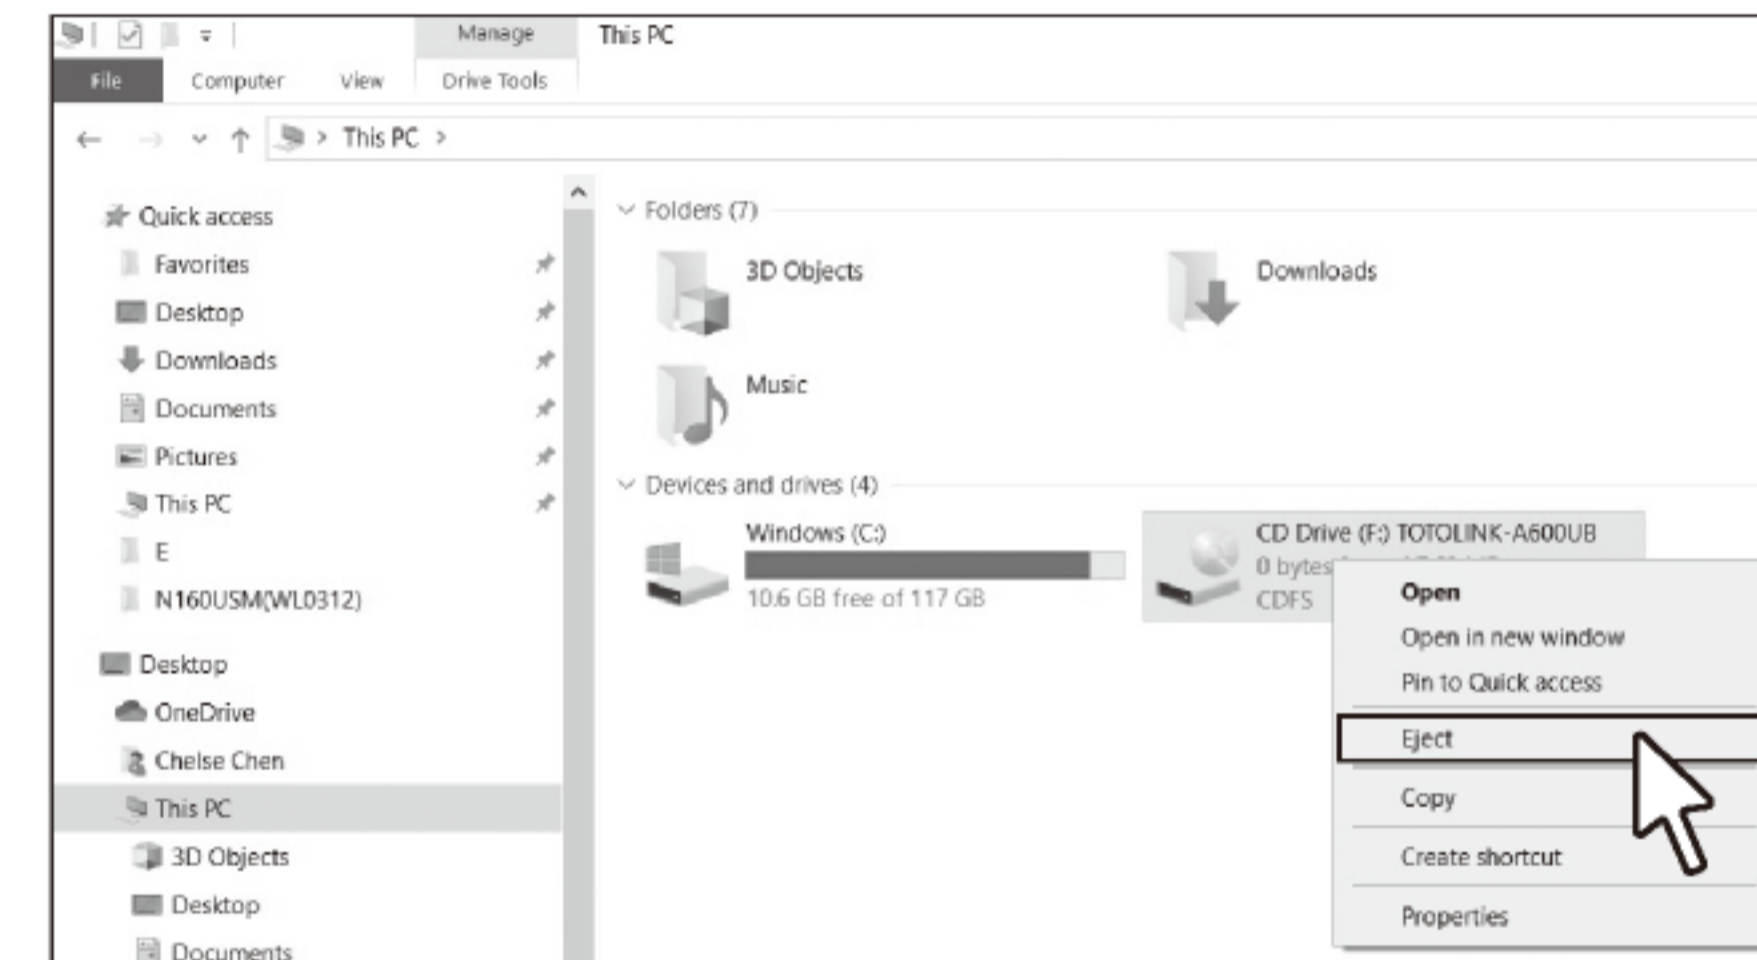 Manage This PC
File Computer View Drive Tools
This PC
Quick access
Favorites
Desktop
Downloads
Documents
Pictures
This PC
E
N160USM(WL0312)
Desktop
OneDrive
Chelse Chen
This PC
3D Objects
Desktop
Documents
Folders (7)
3D Objects
Downloads
Music
Devices and drives (4)
Windows (C:)
10.6 GB free of 117 GB
CD Drive (F:) TOTOLINK-A600UB
0 bytes
CDFS
Open
Open in new window
Pin to Quick access
Eject
Copy
Create shortcut
Properties